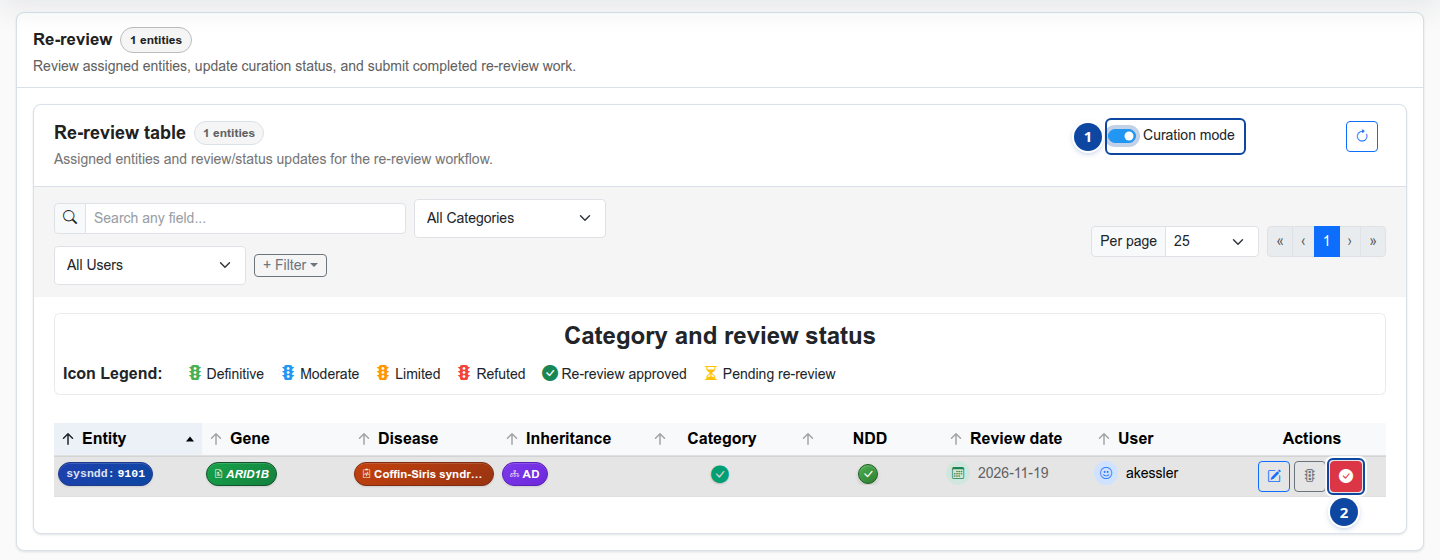 Re-review 1 entities
Review assigned entities, update curation status, and submit completed re-review work.
Re-review table 1 entities
1 Curation mode
Assigned entities and review/status updates for the re-review workflow.
Search any field...
All Categories
Per page 25 « ‹ 1 › »
All Users
+ Filter
Category and review status
Icon Legend: Definitive Moderate Limited Refuted Re-review approved Pending re-review
Entity Gene Disease Inheritance Category NDD Review date User Actions
sysndd: 9101 ARID1B Coffin-Siris syndr... AD 2026-11-19 akessler
2